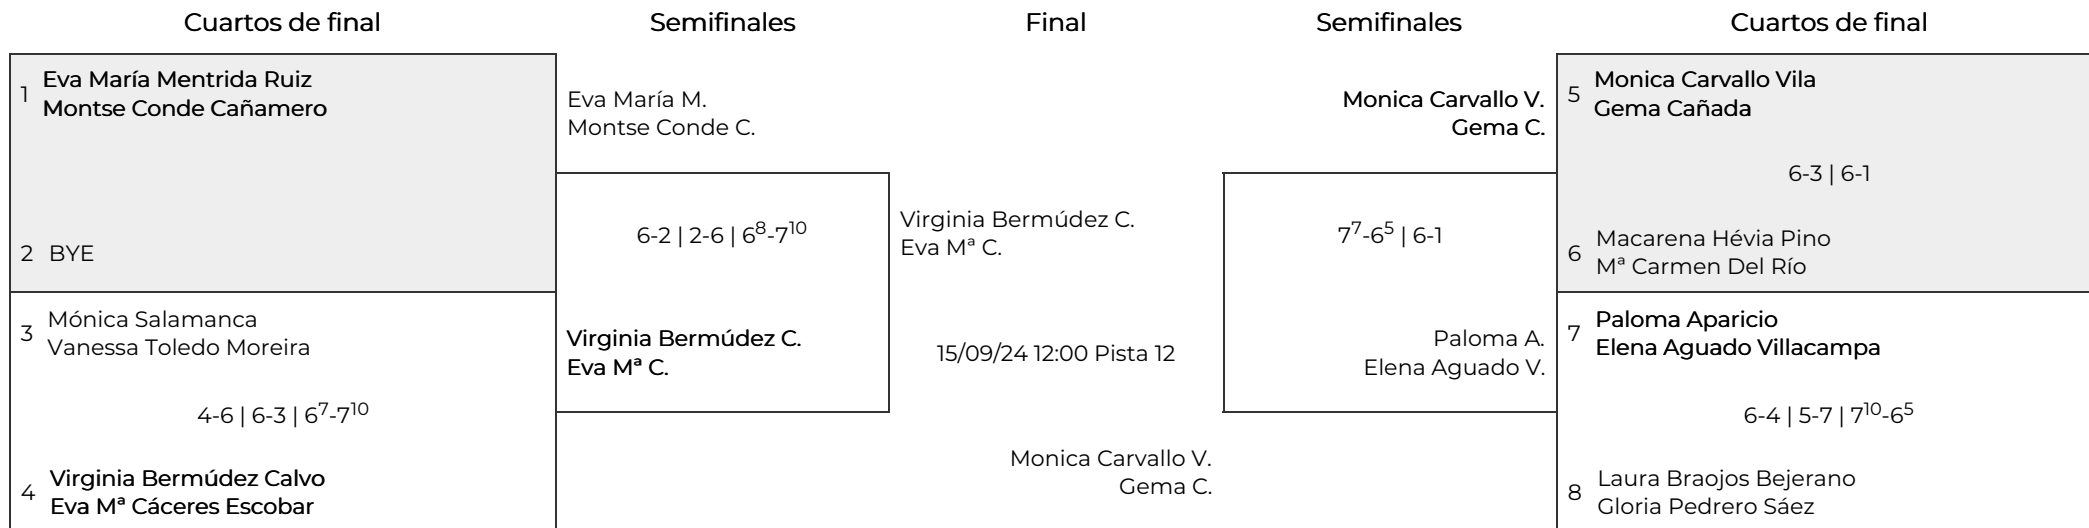 Cuartos de final
Semifinales
Final
Semifinales
Cuartos de final
1 Eva María Mentrida Ruiz
Montse Conde Cañamero
2 BYE
3 Mónica Salamanca
Vanessa Toledo Moreira
4-6 | 6-3 | 6⁷-7¹⁰
4 Virginia Bermúdez Calvo
Eva Mª Cáceres Escobar
Eva María M.
Montse Conde C.
6-2 | 2-6 | 6⁸-7¹⁰
Virginia Bermúdez C.
Eva Mª C.
Virginia Bermúdez C.
Eva Mª C.
15/09/24 12:00 Pista 12
Monica Carvallo V.
Gema C.
Monica Carvallo V.
Gema C.
7⁷-6⁵ | 6-1
Paloma A.
Elena Aguado V.
5 Monica Carvallo Vila
Gema Cañada
6-3 | 6-1
6 Macarena Hévia Pino
Mª Carmen Del Río
7 Paloma Aparicio
Elena Aguado Villacampa
6-4 | 5-7 | 7¹⁰-6⁵
8 Laura Braojos Bejerano
Gloria Pedrero Sáez